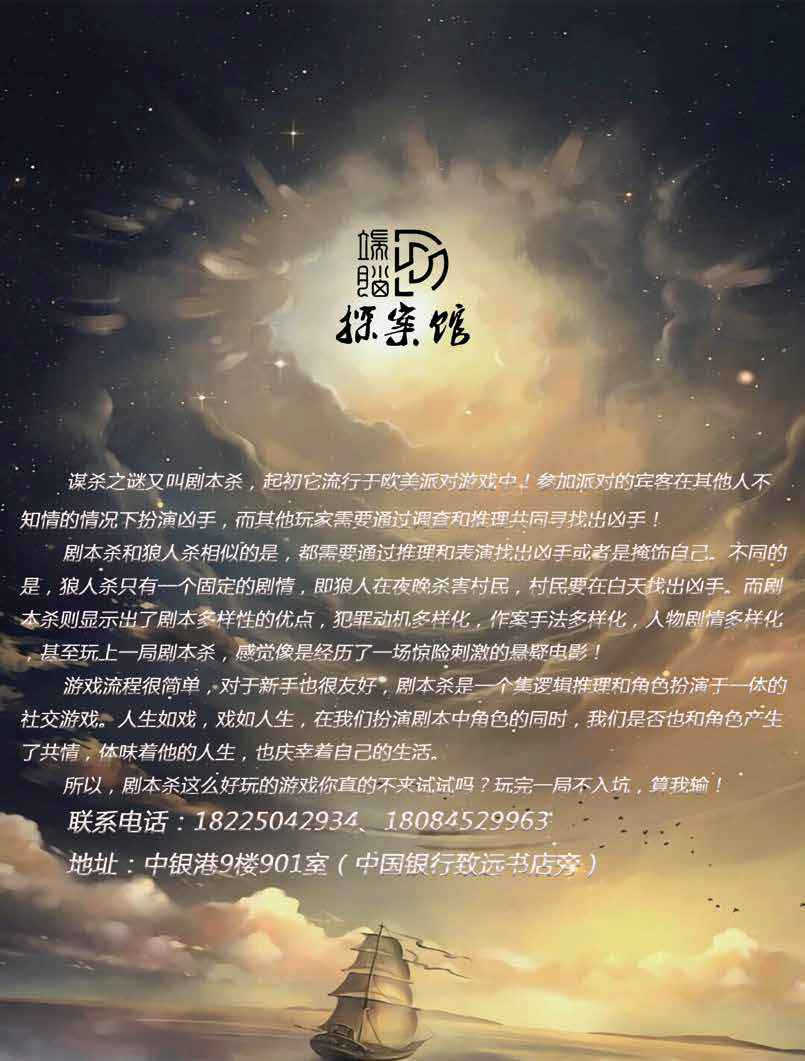 端腦
探案馆
谋杀之谜又叫剧本杀，起初它流行于欧美派对游戏中！参加派对的宾客在其他人不
知情的情况下扮演凶手，而其他玩家需要通过调查和推理共同寻找出凶手！
剧本杀和狼人杀相似的是，都需要通过推理和表演找出凶手或者是掩饰自己。不同的
是，狼人杀只有一个固定的剧情，即狼人在夜晚杀害村民，村民要在白天找出凶手。而剧
本杀则显示出了剧本多样性的优点，犯罪动机多样化，作案手法多样化，人物剧情多样化
，甚至玩上一局剧本杀，感觉像是经历了一场惊险刺激的悬疑电影！
游戏流程很简单，对于新手也很友好，剧本杀是一个集逻辑推理和角色扮演于一体的
社交游戏。人生如戏，戏如人生，在我们扮演剧本中角色的同时，我们是否也和角色产生
了共情，体味着他的人生，也庆幸着自己的生活。
所以，剧本杀这么好玩的游戏你真的不来试试吗？玩完一局不入坑，算我输！
联系电话：18225042934、18084529963
地址：中银港9楼901室（中国银行致远书店旁）